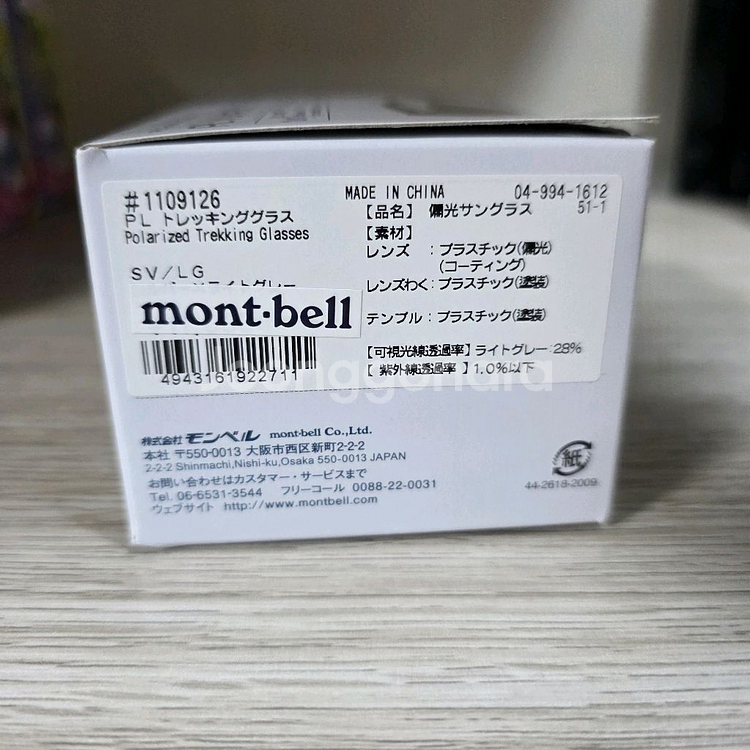 #1109126
PL トレッキンググラス
Polarized Trekking Glasses
SV/LG
mont·bell
4943161922711
MADE IN CHINA 04-994-1612
【品名】 偏光サングラス 51-1
【素材】
レンズ : プラスチック(偏光)
(コーティング)
レンズわく: プラスチック(塗装)
テンプル: プラスチック(塗装)
【可視光線透過率】ライトグレー:28%
【紫外線透過率】1.0%以下
株式会社 モンベル mont-bell Co.,Ltd.
本社 〒550-0013 大阪市西区新町2-2-2
2-2-2 Shinmachi,Nishi-ku,Osaka 550-0013 JAPAN
お問い合わせはカスタマー・サービスまで
Tel. 06-6531-3544 フリーコール 0088-22-0031
ウェブサイト http://www.montbell.com
紙
44-2618-2009